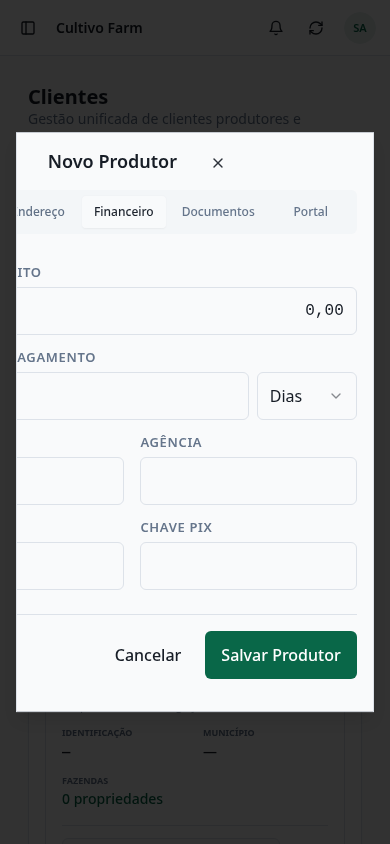 Cultivo Farm
SA
Clientes
Gestão unificada de clientes produtores e
Novo Produtor
ndereço Financeiro Documentos Portal
ITO
0,00
AGAMENTO
Dias
AGÊNCIA
CHAVE PIX
Cancelar Salvar Produtor
IDENTIFICAÇÃO MUNICÍPIO
— —
FAZENDAS
0 propriedades